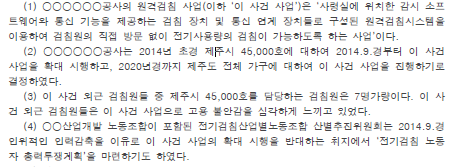 (1) ○○○○○○공사의 원격검침 사업(이하 '이 사건 사업')은 '사령실에 위치한 감시 소프
트웨어와 통신 기능을 제공하는 검침 장치 및 통신 연계 장치들로 구성된 원격검침시스템을
이용하여 검침원의 직접 방문 없이 전기사용량의 검침이 가능하도록 하는 사업'이다.
(2) ○○○○○○공사는 2014년 초경 제주시 45,000호에 대하여 2014.9.경부터 이 사건
사업을 확대 시행하고, 2020년경까지 제주도 전체 가구에 대하여 이 사건 사업을 진행하기로
결정하였다.
(3) 이 사건 외근 검침원들 중 제주시 45,000호를 담당하는 검침원은 7명가량이다. 이 사
건 외근 검침원들은 이 사건 사업으로 고용 불안감을 심각하게 느끼고 있었다.
(4) ○○산업개발 노동조합이 포함된 전기검침산업별노동조합 산별추진위원회는 2014.9.경
인위적인 인력감축을 이유로 이 사건 사업의 확대 시행을 반대하는 취지에서 '전기검침 노동
자 총력투쟁계획'을 마련하기도 하였다.